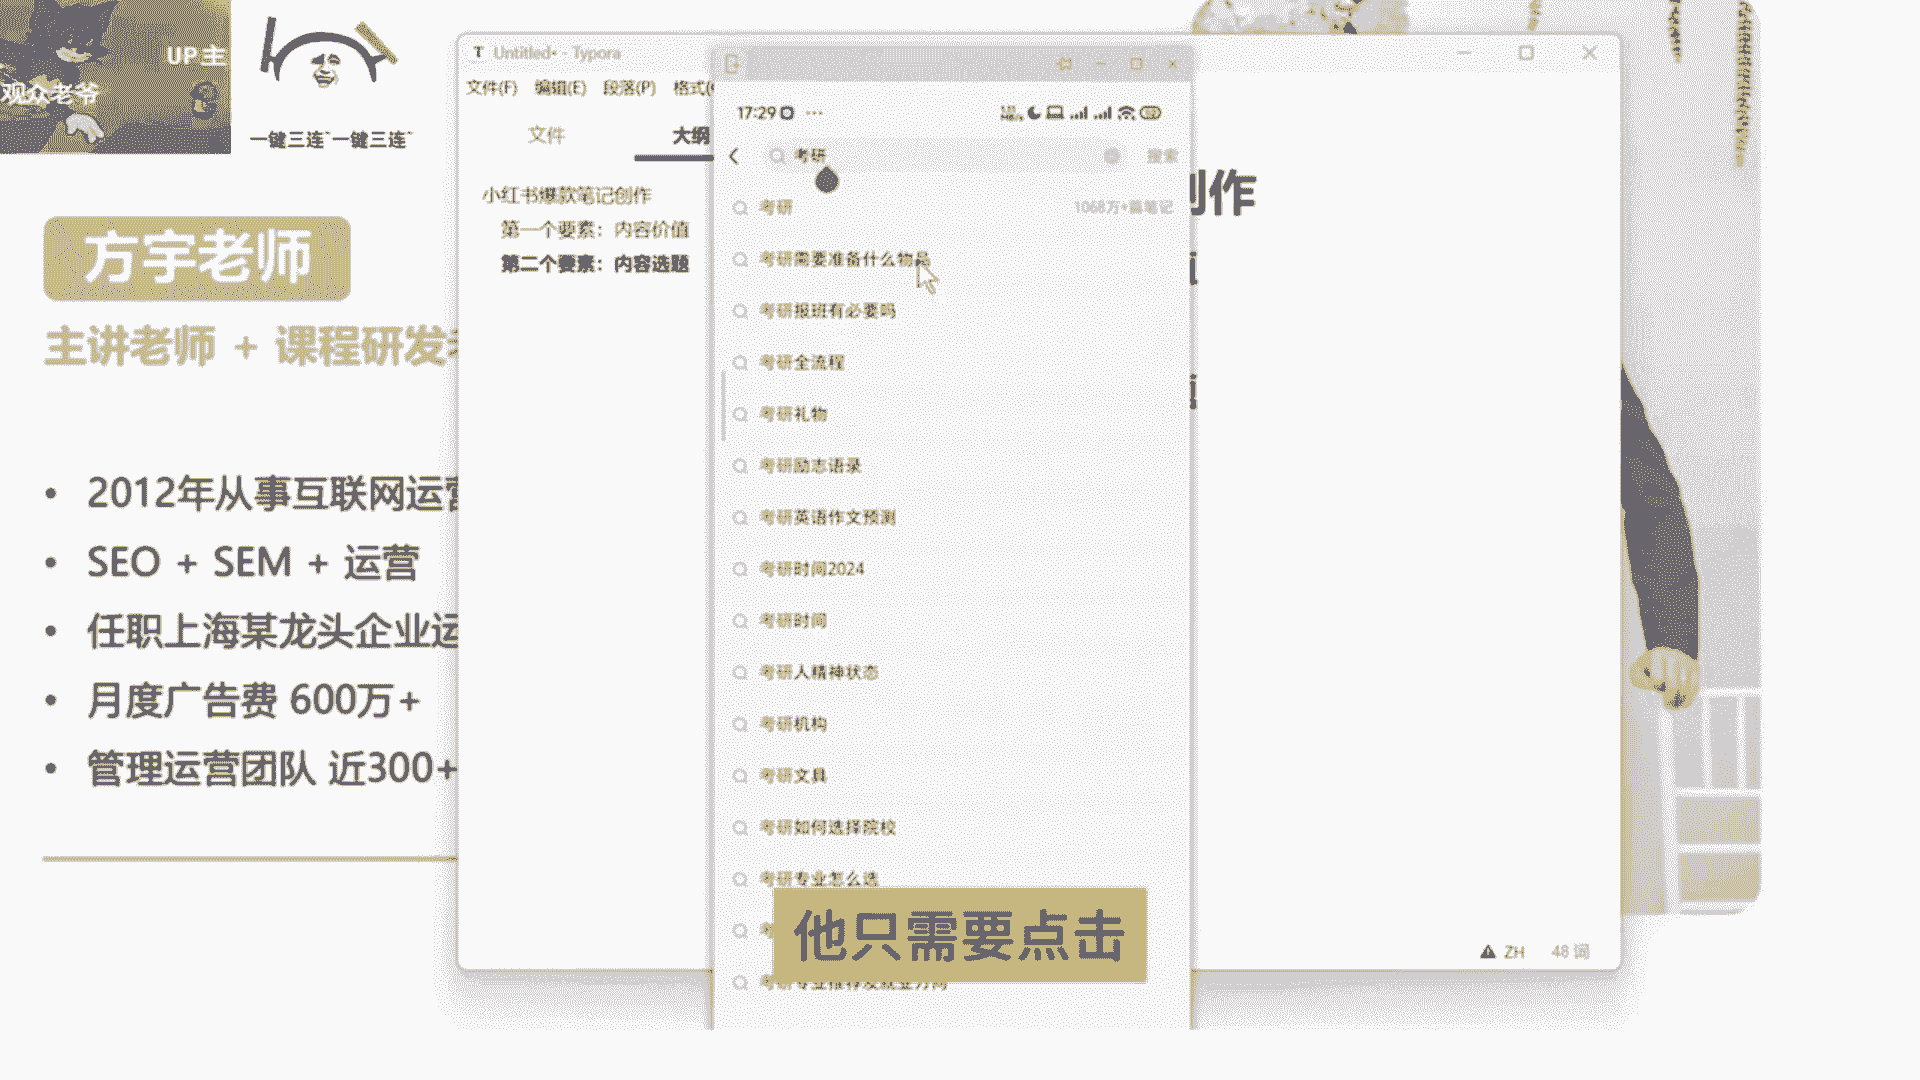 UP主
观众老爷
一键三连~一键三连~
方宇老师
主讲老师 + 课程研发
• 2012年从事互联网运营
• SEO + SEM + 运营
• 任职上海某龙头企业运
• 月度广告费 600万+
• 管理运营团队 近300+
Untitled• - Typora
文件(F) 编辑(E) 段落(P) 格式(
文件
大纲
小红书爆款笔记创作
第一个要素：内容价值
第二个要素：内容选题
17:29
考研
搜索
考研
1068万+篇笔记
考研需要准备什么物品
考研报班有必要吗
考研全流程
考研礼物
考研励志语录
考研英语作文预测
考研时间2024
考研时间
考研人精神状态
考研机构
考研文具
考研如何选择院校
考研专业怎么选
他只需要点击
创作
ZH
48 词